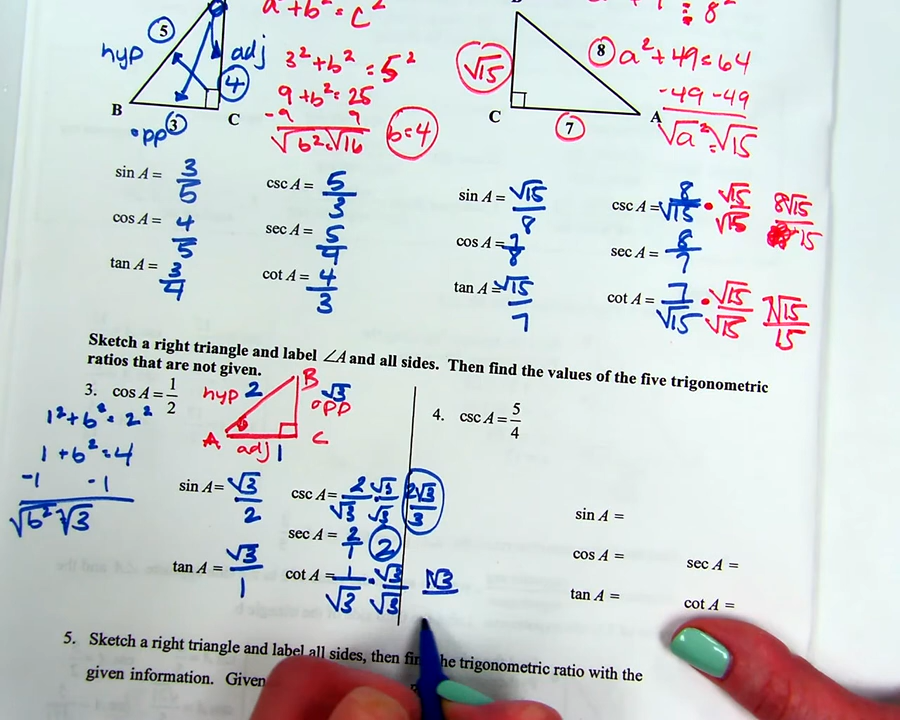 a² + b² = c²
8²
5
hyp
adj
4
B
3
opp
C
3² + b² = 5²
9 + b² = 25
-9 9
√b² = √16
b = 4
√15
8
C
7
A
a² + 49 = 64
-49 -49
√a² = √15
sin A = 3/5
csc A = 5/3
cos A = 4/5
sec A = 5/4
tan A = 3/4
cot A = 4/3
sin A = √15/8
csc A = 8/√15 • √15/√15 8√15/15
cos A = 7/8
sec A = 8/7
tan A = √15/7
cot A = 7/√15 • √15/√15 7√15/15
Sketch a right triangle and label ∠A and all sides. Then find the values of the five trigonometric
ratios that are not given.
3. cos A = 1/2
hyp 2
B
√3
opp
A
adj 1
C
1² + b² = 2²
1 + b² = 4
-1 -1
√b² √3
sin A = √3/2
csc A = 2/√3 √3/√3 2√3/3
sec A = 2/1 2
tan A = √3/1
cot A = 1/√3 • √3/√3 1√3
4. csc A = 5/4
sin A =
cos A =
sec A =
tan A =
cot A =
5. Sketch a right triangle and label all sides, then find the trigonometric ratio with the
given information. Given